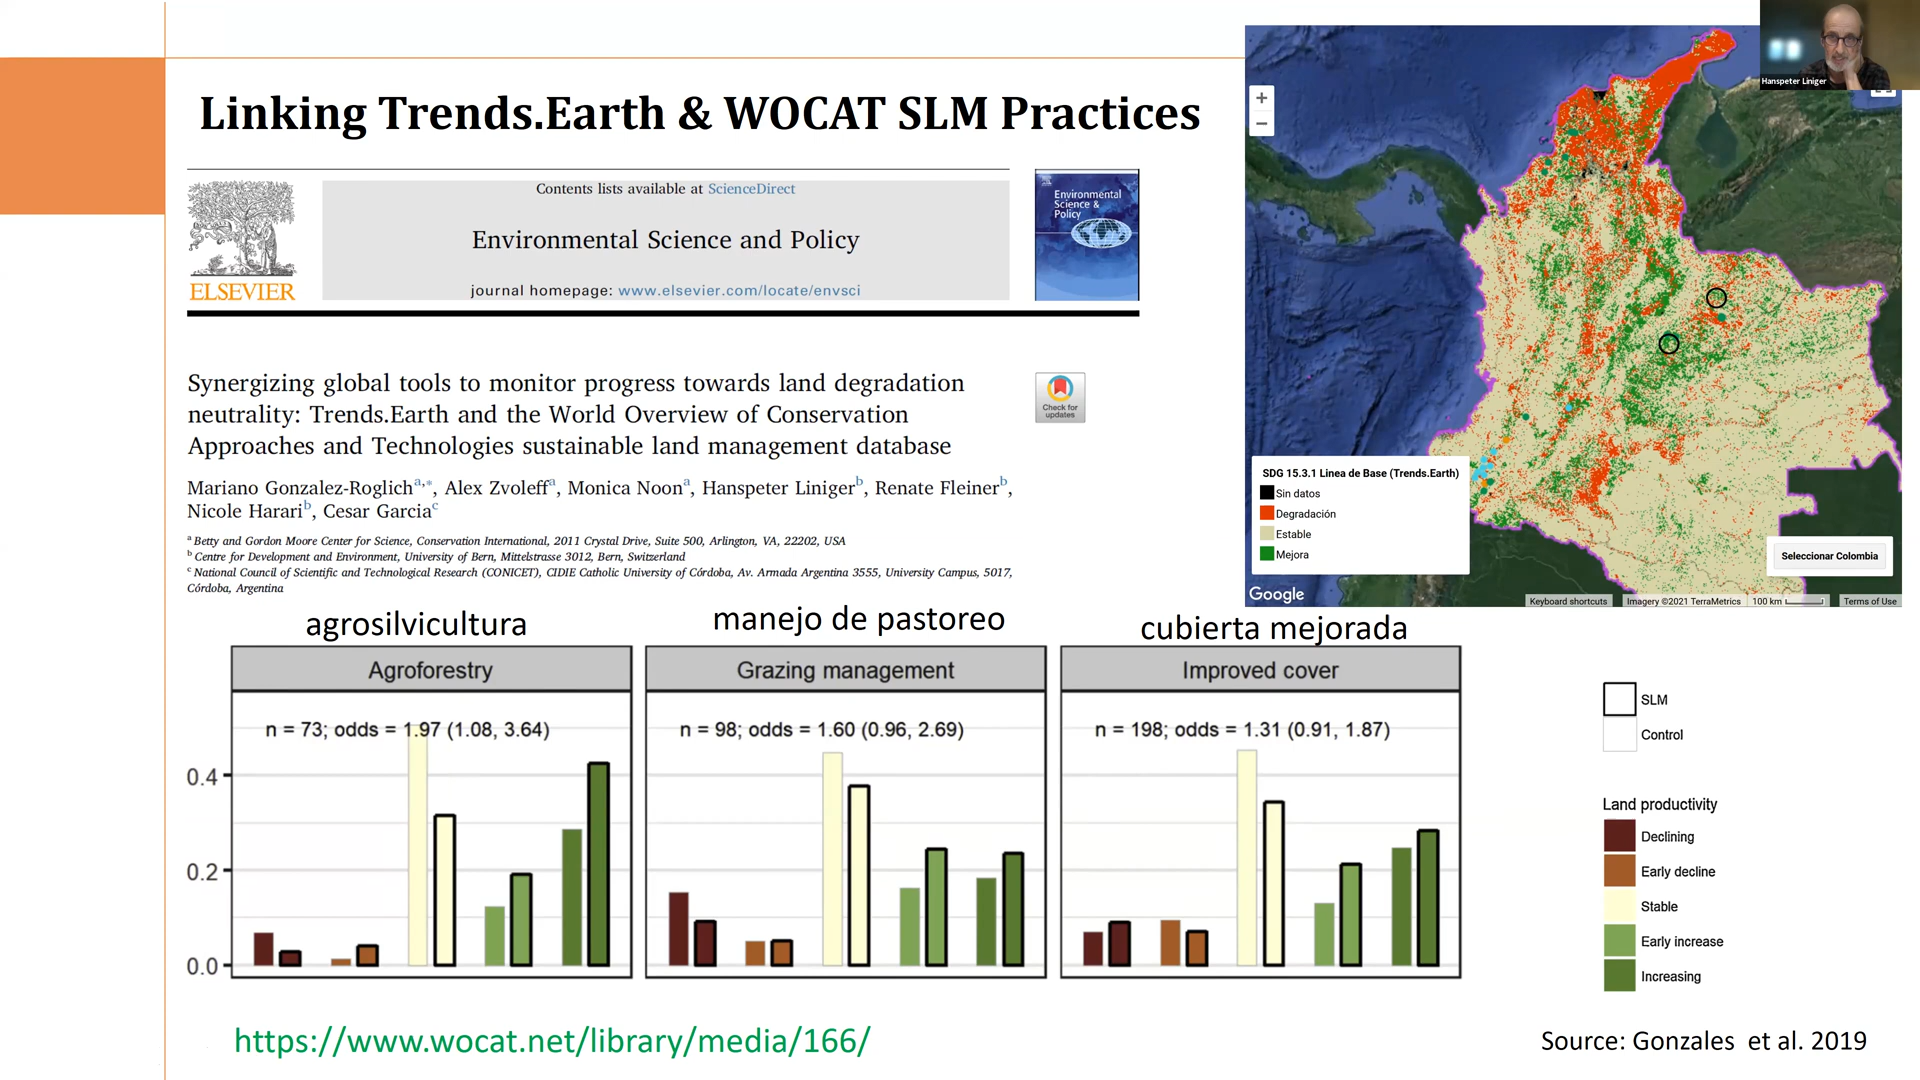 Linking Trends.Earth & WOCAT SLM Practices
Contents lists available at ScienceDirect
Environmental Science and Policy
journal homepage: www.elsevier.com/locate/envsci
ELSEVIER
Environmental
Science &
Policy
Synergizing global tools to monitor progress towards land degradation
neutrality: Trends.Earth and the World Overview of Conservation
Approaches and Technologies sustainable land management database
Check for
updates
Mariano Gonzalez-Roglich a,*, Alex Zvoleff a, Monica Noon a, Hanspeter Liniger b, Renate Fleiner b,
Nicole Harari b, Cesar Garcia c
a Betty and Gordon Moore Center for Science, Conservation International, 2011 Crystal Drive, Suite 500, Arlington, VA, 22202, USA
b Centre for Development and Environment, University of Bern, Mittelstrasse 3012, Bern, Switzerland
c National Council of Scientific and Technological Research (CONICET), CIDIE Catholic University of Córdoba, Av. Armada Argentina 3555, University Campus, 5017,
Córdoba, Argentina
Hanspeter Liniger
+
−
SDG 15.3.1 Linea de Base (Trends.Earth)
Sin datos
Degradación
Estable
Mejora
Seleccionar Colombia
Google
Keyboard shortcuts
Imagery ©2021 TerraMetrics
100 km
Terms of Use
agrosilvicultura
manejo de pastoreo
cubierta mejorada
Agroforestry
Grazing management
Improved cover
n = 73; odds = 1.97 (1.08, 3.64)
n = 98; odds = 1.60 (0.96, 2.69)
n = 198; odds = 1.31 (0.91, 1.87)
0.4
0.2
0.0
SLM
Control
Land productivity
Declining
Early decline
Stable
Early increase
Increasing
https://www.wocat.net/library/media/166/
Source: Gonzales et al. 2019